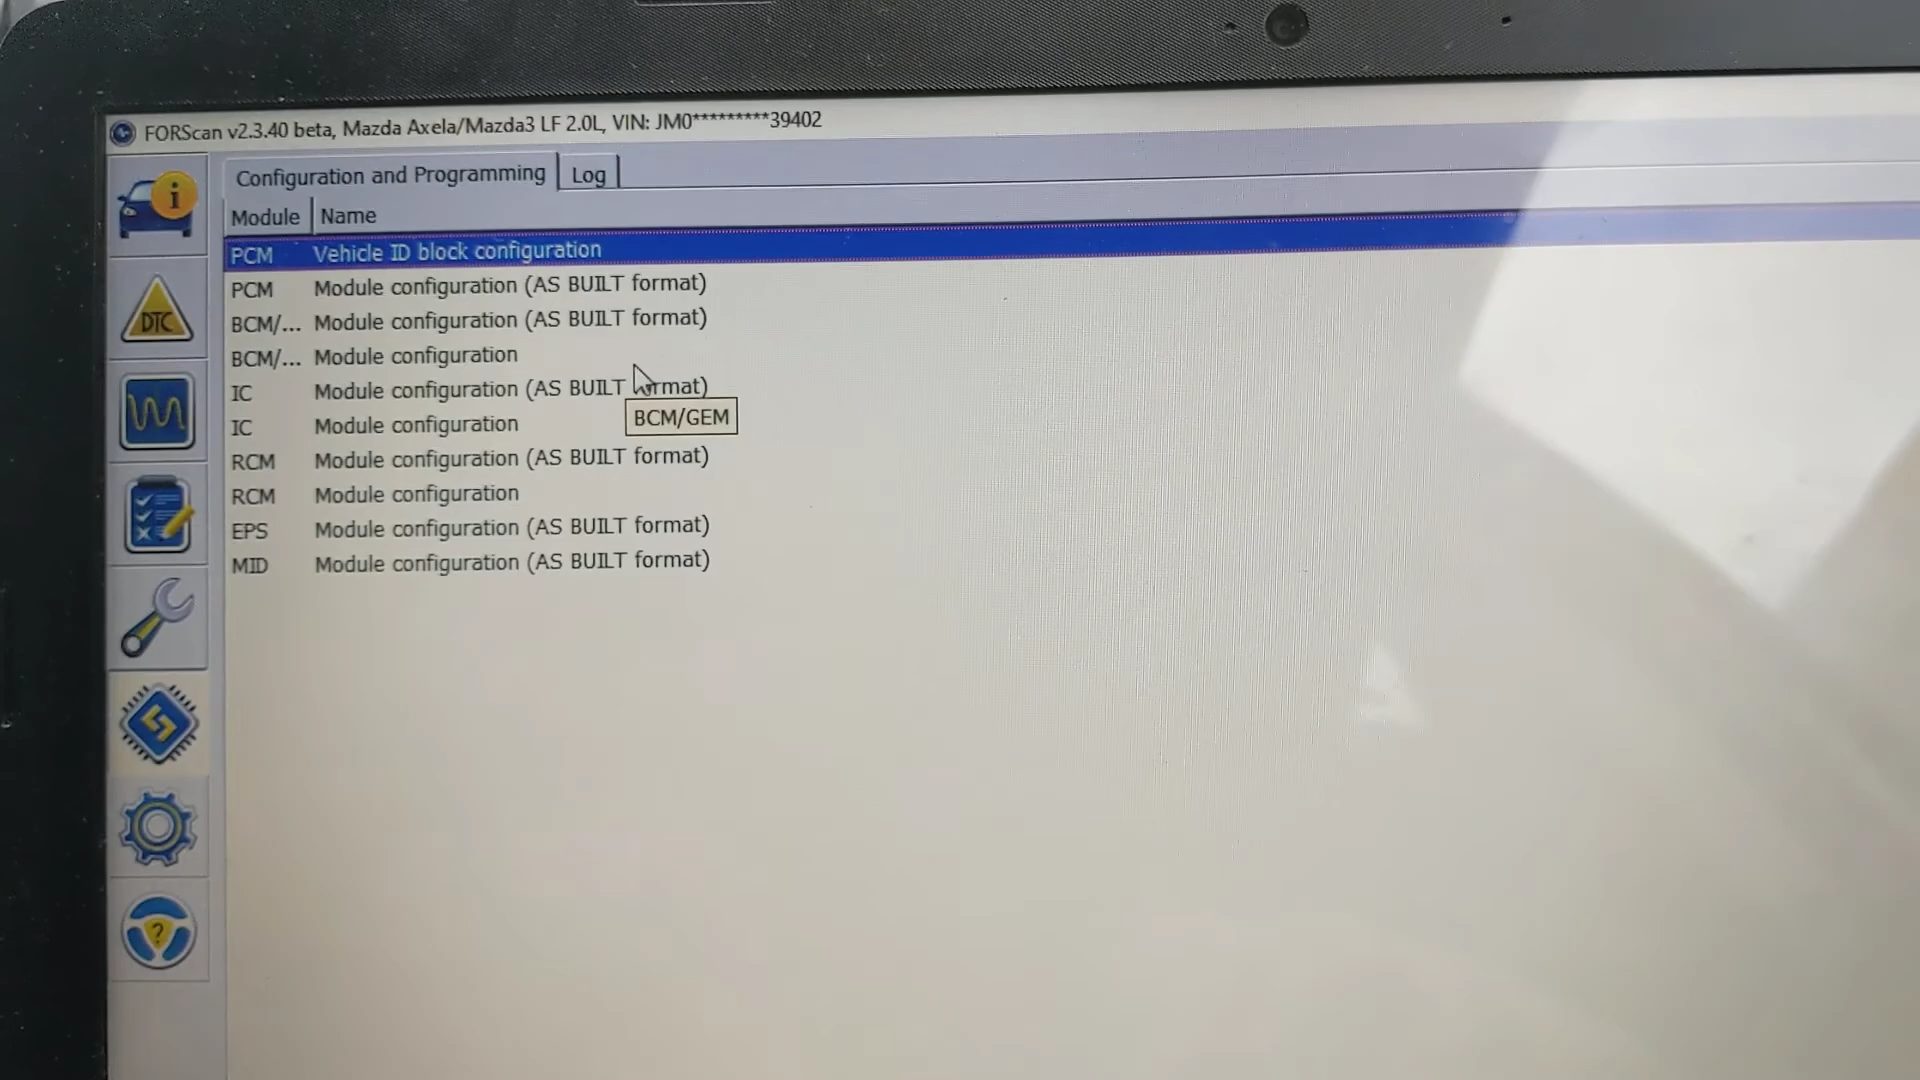 FORScan v2.3.40 beta, Mazda Axela/Mazda3 LF 2.0L, VIN: JM0*********39402
Configuration and Programming Log
Module Name
PCM Vehicle ID block configuration
PCM Module configuration (AS BUILT format)
BCM/... Module configuration (AS BUILT format)
BCM/... Module configuration
IC Module configuration (AS BUILT format)
IC Module configuration
BCM/GEM
RCM Module configuration (AS BUILT format)
RCM Module configuration
EPS Module configuration (AS BUILT format)
MID Module configuration (AS BUILT format)
i
DTC
?